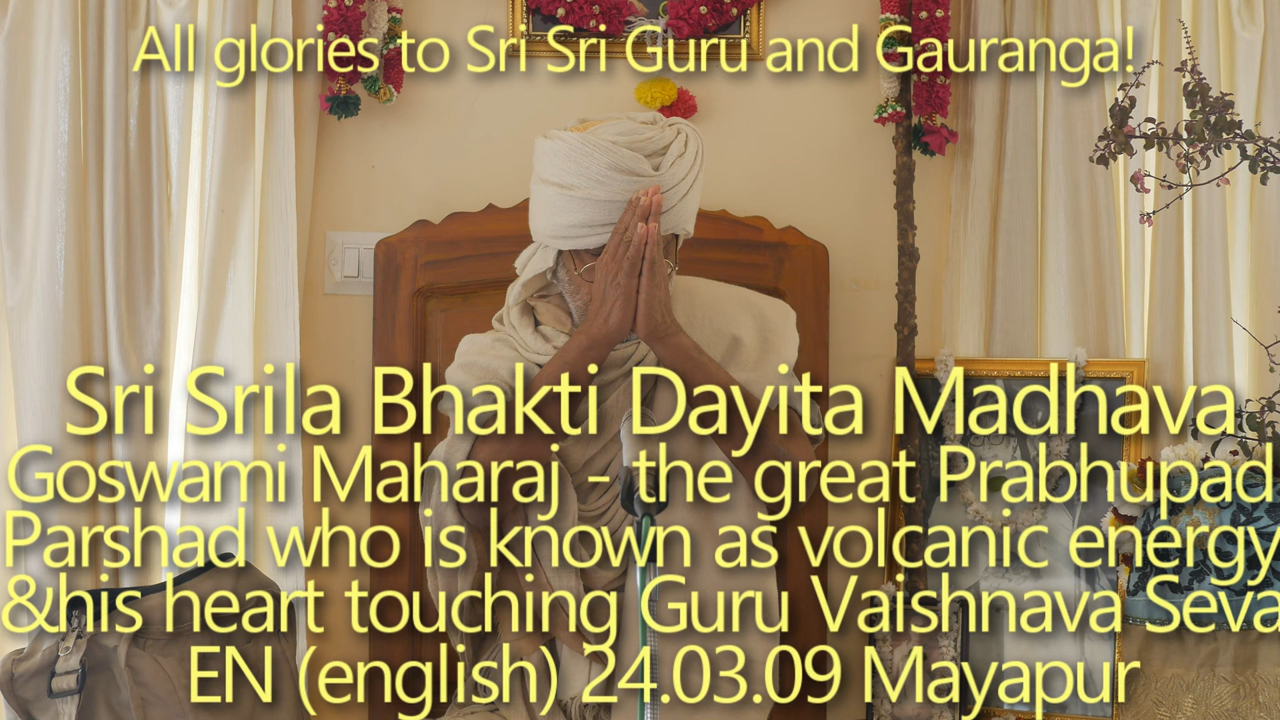 All glories to Sri Sri Guru and Gauranga!
Sri Srila Bhakti Dayita Madhava
Goswami Maharaj - the great Prabhupad
Parshad who is known as volcanic energy
&his heart touching Guru Vaishnava Seva
EN (english) 24.03.09 Mayapur